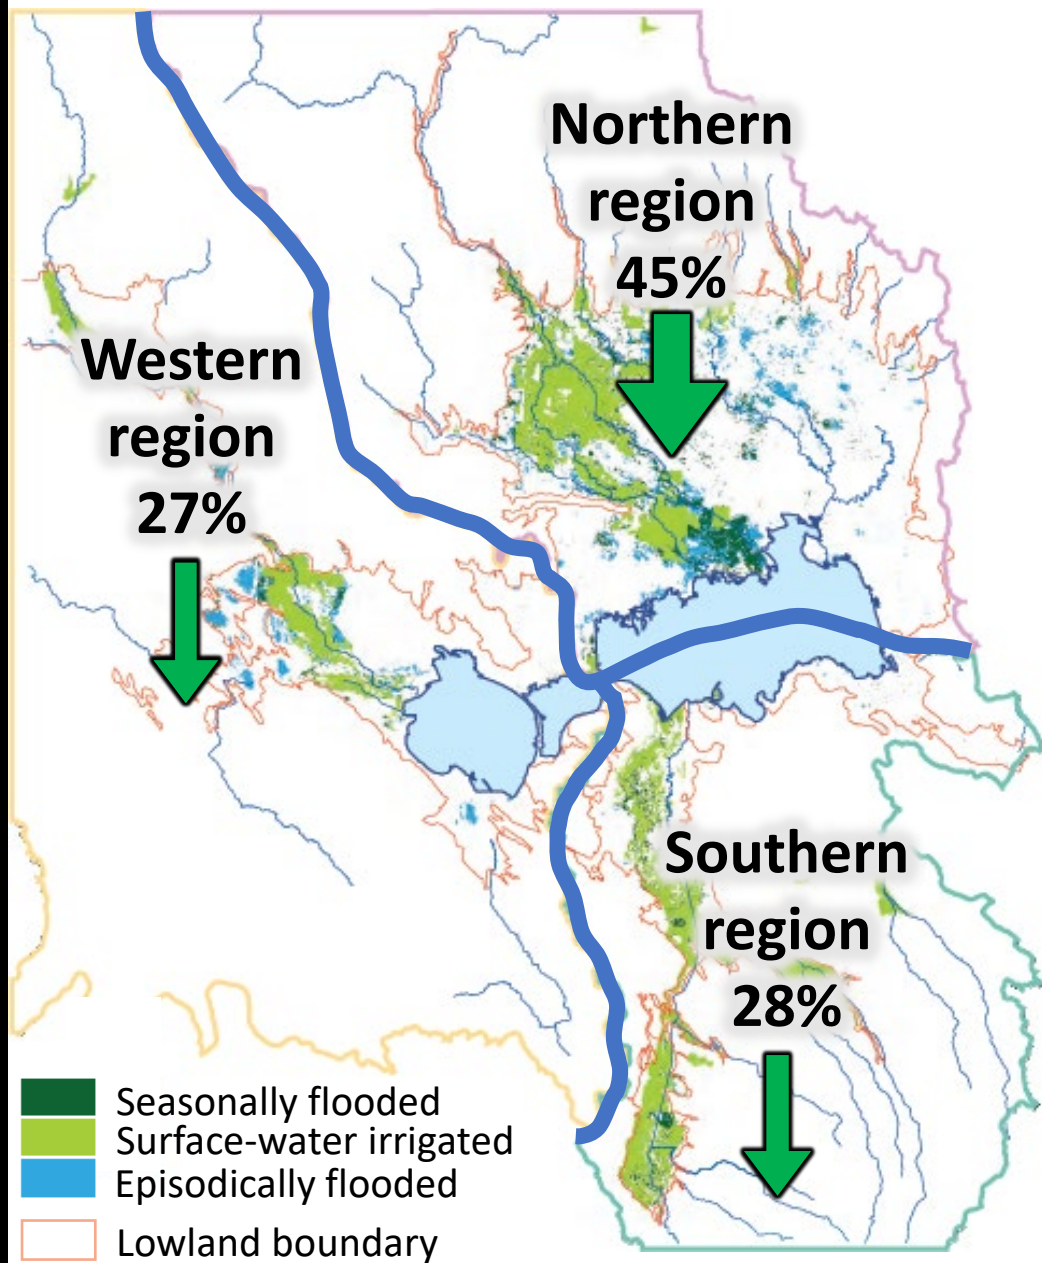 Northern
region
45%
Western
region
27%
Southern
region
28%
Seasonally flooded
Surface-water irrigated
Episodically flooded
Lowland boundary